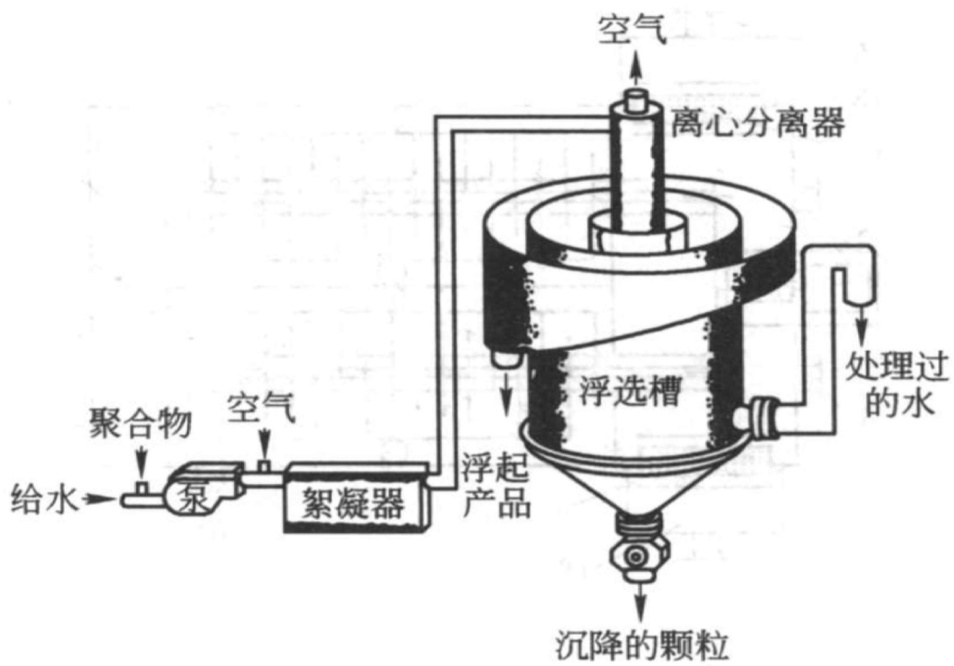 空气
离心分离器
处理过
的水
浮选槽
空气
聚合物
浮起
产品
给水
泵
絮凝器
沉降的颗粒